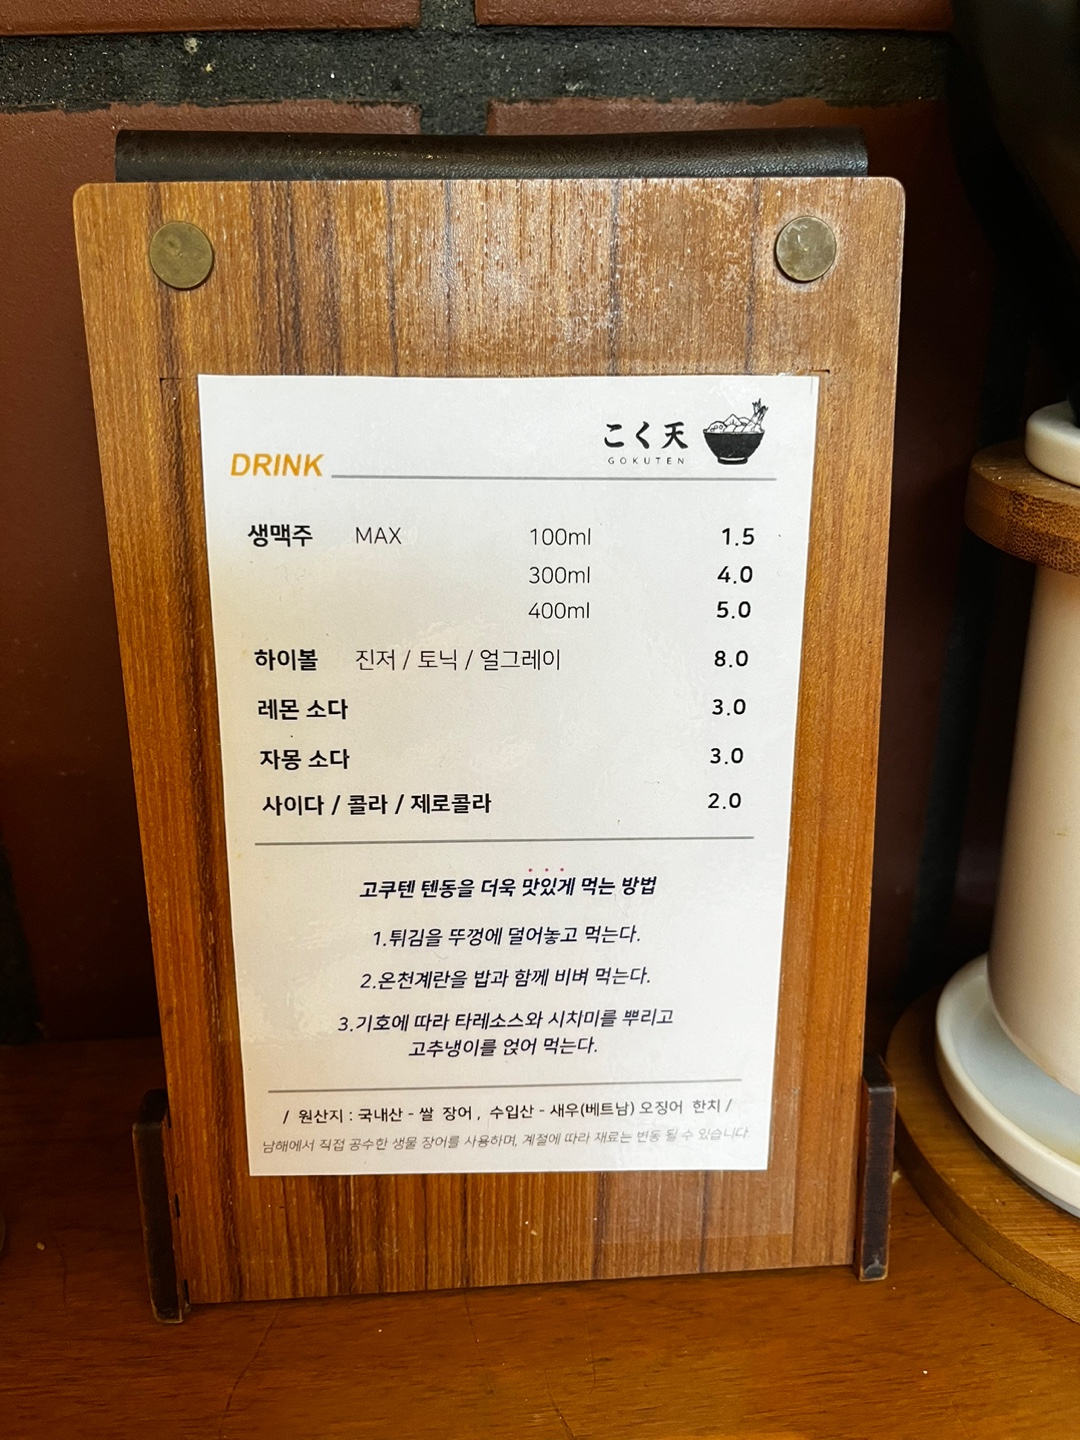 こく天
GOKUTEN
DRINK
생맥주 MAX 100ml 1.5
300ml 4.0
400ml 5.0
하이볼 진저 / 토닉 / 얼그레이 8.0
레몬 소다 3.0
자몽 소다 3.0
사이다 / 콜라 / 제로콜라 2.0
고쿠텐 텐동을 더욱 맛있게 먹는 방법
1.튀김을 뚜껑에 덜어놓고 먹는다.
2.온천계란을 밥과 함께 비벼 먹는다.
3.기호에 따라 타레소스와 시치미를 뿌리고
고추냉이를 얹어 먹는다.
/ 원산지 : 국내산 - 쌀 장어 , 수입산 - 새우(베트남) 오징어 한치 /
남해에서 직접 공수한 생물 장어를 사용하며, 계절에 따라 재료는 변동 될 수 있습니다.